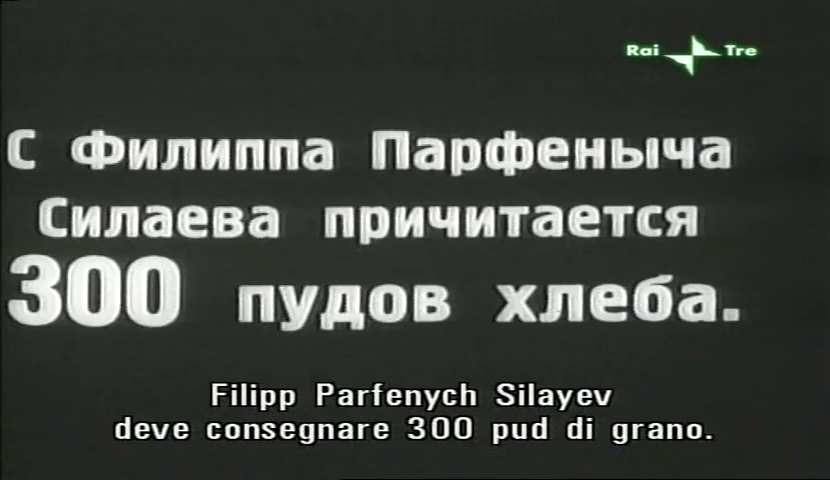 Rai Tre
С Филиппа Парфеныча
Силаева причитается
300 пудов хлеба.
Filipp Parfenych Silayev
deve consegnare 300 pud di grano.